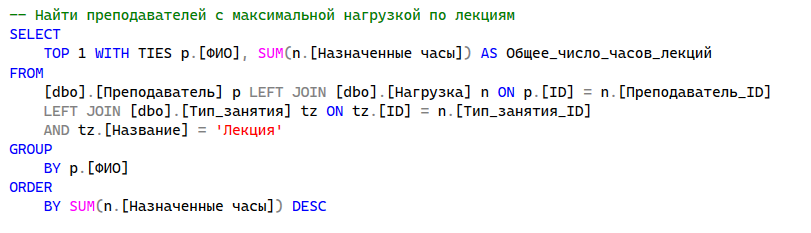 -- Найти преподавателей с максимальной нагрузкой по лекциям
SELECT
    TOP 1 WITH TIES p.[ФИО], SUM(n.[Назначенные часы]) AS Общее_число_часов_лекций
FROM
    [dbo].[Преподаватель] p LEFT JOIN [dbo].[Нагрузка] n ON p.[ID] = n.[Преподаватель_ID]
    LEFT JOIN [dbo].[Тип_занятия] tz ON tz.[ID] = n.[Тип_занятия_ID]
    AND tz.[Название] = 'Лекция'
GROUP
    BY p.[ФИО]
ORDER
    BY SUM(n.[Назначенные часы]) DESC